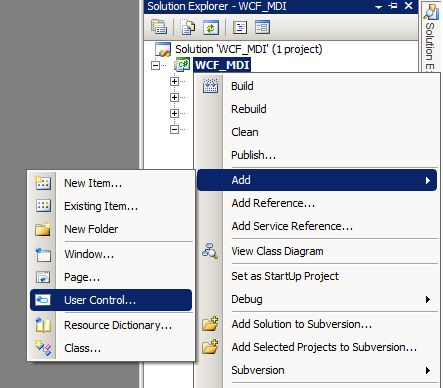 Solution Explorer - WCF_MDI
Solution 'WCF_MDI' (1 project)
WCF_MDI
Build
Rebuild
Clean
Publish...
Add
Add Reference...
Add Service Reference...
View Class Diagram
Set as StartUp Project
Debug
Add Solution to Subversion...
Add Selected Projects to Subversion...
Subversion
New Item...
Existing Item...
New Folder
Window...
Page...
User Control...
Resource Dictionary...
Class...
Solution E